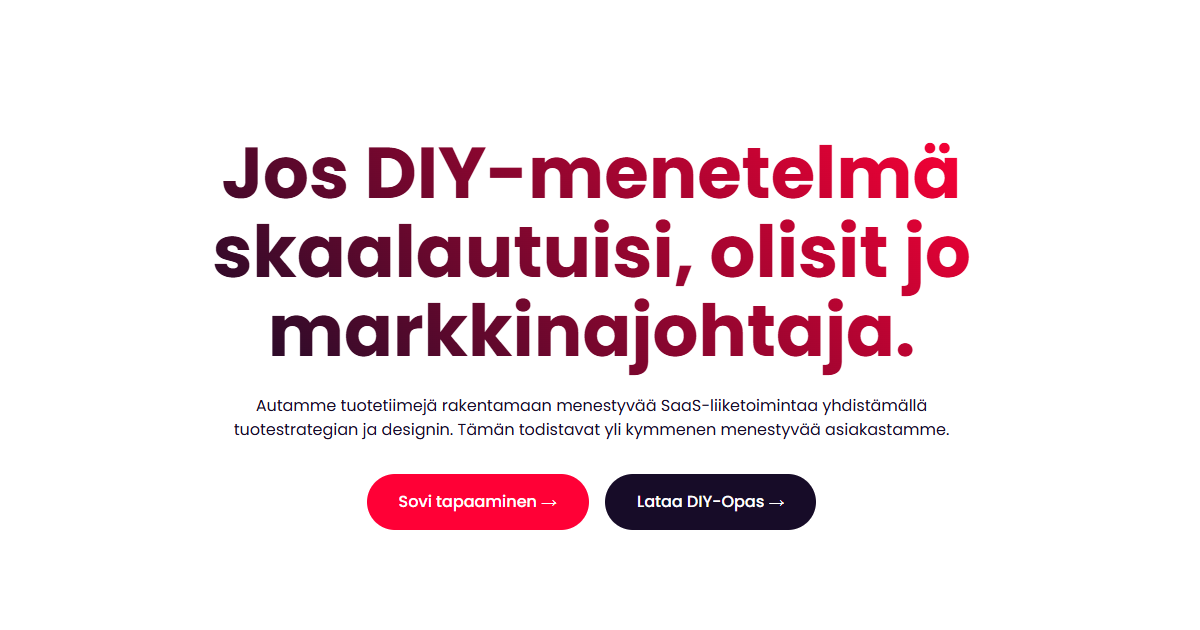 Jos DIY-menetelmä
skaalautuisi, olisit jo
markkinajohtaja.
Autamme tuotetiimejä rakentamaan menestyvää SaaS-liiketoimintaa yhdistämällä
tuotestrategian ja designin. Tämän todistavat yli kymmenen menestyvää asiakastamme.
Sovi tapaaminen →
Lataa DIY-Opas →